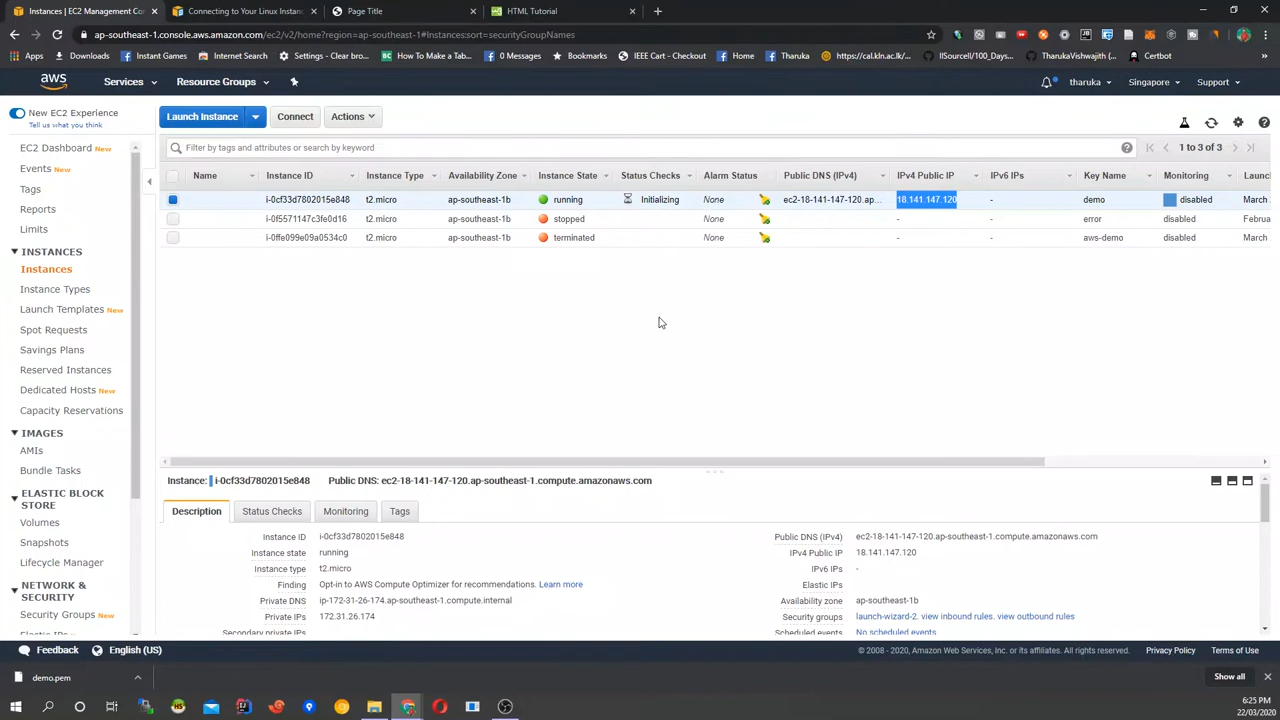 Instances | EC2 Management Con
Connecting to Your Linux Instanc
Page Title
HTML Tutorial
ap-southeast-1.console.aws.amazon.com/ec2/v2/home?region=ap-southeast-1#Instances:sort=securityGroupNames
Apps
Downloads
Instant Games
Internet Search
Settings - Clear bro...
BC
How To Make a Tab...
0 Messages
Bookmarks
IEEE Cart - Checkout
Home
Tharuka
https://cal.kln.ac.lk...
llSourcell/100_Days...
TharukaVishwajith (...
Certbot
aws
Services
Resource Groups
tharuka
Singapore
Support
New EC2 Experience
Tell us what you think
Launch Instance
Connect
Actions
EC2 Dashboard New
Events New
Tags
Reports
Limits
INSTANCES
Instances
Instance Types
Launch Templates New
Spot Requests
Savings Plans
Reserved Instances
Dedicated Hosts New
Capacity Reservations
IMAGES
AMIs
Bundle Tasks
ELASTIC BLOCK
STORE
Volumes
Snapshots
Lifecycle Manager
NETWORK &
SECURITY
Security Groups New
Elastic IPs
Filter by tags and attributes or search by keyword
1 to 3 of 3
Name Instance ID Instance Type Availability Zone Instance State Status Checks Alarm Status Public DNS (IPv4) IPv4 Public IP IPv6 IPs Key Name Monitoring Launc
i-0cf33d7802015e848 t2.micro ap-southeast-1b running Initializing None ec2-18-141-147-120.ap... 18.141.147.120 - demo disabled March
i-0f5571147c3fe0d16 t2.micro ap-southeast-1b stopped None - - error disabled Februa
i-0ffe099e09a0534c0 t2.micro ap-southeast-1b terminated None - - aws-demo disabled March
Instance: i-0cf33d7802015e848 Public DNS: ec2-18-141-147-120.ap-southeast-1.compute.amazonaws.com
Description
Status Checks
Monitoring
Tags
Instance ID i-0cf33d7802015e848
Instance state running
Instance type t2.micro
Finding Opt-in to AWS Compute Optimizer for recommendations. Learn more
Private DNS ip-172-31-26-174.ap-southeast-1.compute.internal
Private IPs 172.31.26.174
Secondary private IPs
Public DNS (IPv4) ec2-18-141-147-120.ap-southeast-1.compute.amazonaws.com
IPv4 Public IP 18.141.147.120
IPv6 IPs -
Elastic IPs
Availability zone ap-southeast-1b
Security groups launch-wizard-2. view inbound rules. view outbound rules
Scheduled events No scheduled events
Feedback
English (US)
© 2008 - 2020, Amazon Web Services, Inc. or its affiliates. All rights reserved.
Privacy Policy
Terms of Use
demo.pem
Show all
6:25 PM
22/03/2020